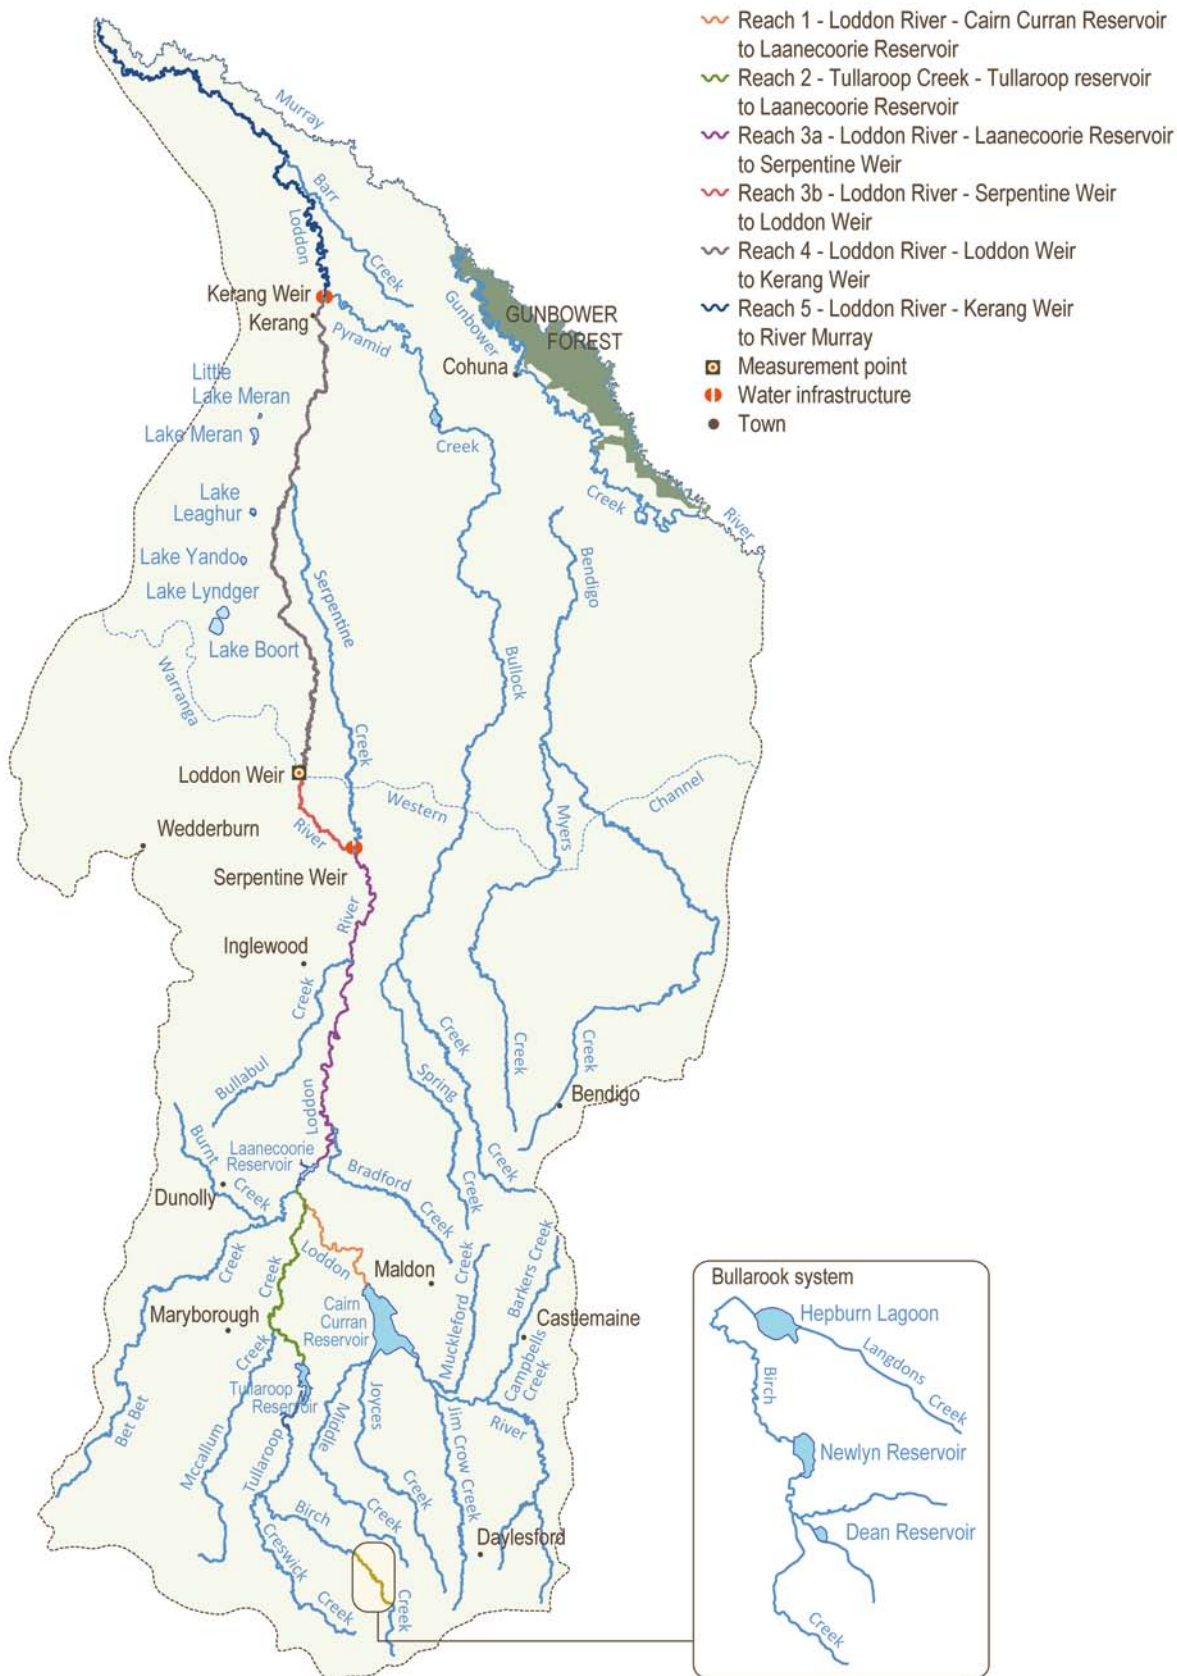 Reach 1 - Loddon River - Cairn Curran Reservoir
to Laanecoorie Reservoir
Reach 2 - Tullaroop Creek - Tullaroop reservoir
to Laanecoorie Reservoir
Reach 3a - Loddon River - Laanecoorie Reservoir
to Serpentine Weir
Reach 3b - Loddon River - Serpentine Weir
to Loddon Weir
Reach 4 - Loddon River - Loddon Weir
to Kerang Weir
Reach 5 - Loddon River - Kerang Weir
to River Murray
Measurement point
Water infrastructure
Town
Murray
Barr
Creek
Loddon
Kerang Weir
Kerang
Pyramid
Creek
Gunbower
GUNBOWER
FOREST
Cohuna
Creek
River
Little
Lake Meran
Lake Meran
Lake
Leaghur
Lake Yando
Lake Lyndger
Lake Boort
Serpentine
Creek
Bendigo
Bullock
Warranga
Loddon Weir
Western
Myers
Channel
Wedderburn
River
Serpentine Weir
River
Inglewood
Creek
Bullabul
Creek
Spring
Creek
Creek
Bendigo
Loddon
Burnt
Creek
Laanecoorie
Reservoir
Bradford
Creek
Creek
Creek
Dunolly
Creek
Creek
Loddon
Maldon
Muckleford Creek
Barkers Creek
Maryborough
Cairn
Curran
Reservoir
Castlemaine
Campbells
Creek
Creek
Tullaroop
Reservoir
Bet Bet
Mccallum
Tullaroop
Middle
Joyces
Jim Crow Creek
River
Creek
Creek
Birch
Creswick
Creek
Creek
Daylesford
Bullarook system
Hepburn Lagoon
Langdons
Creek
Birch
Newlyn Reservoir
Dean Reservoir
Creek